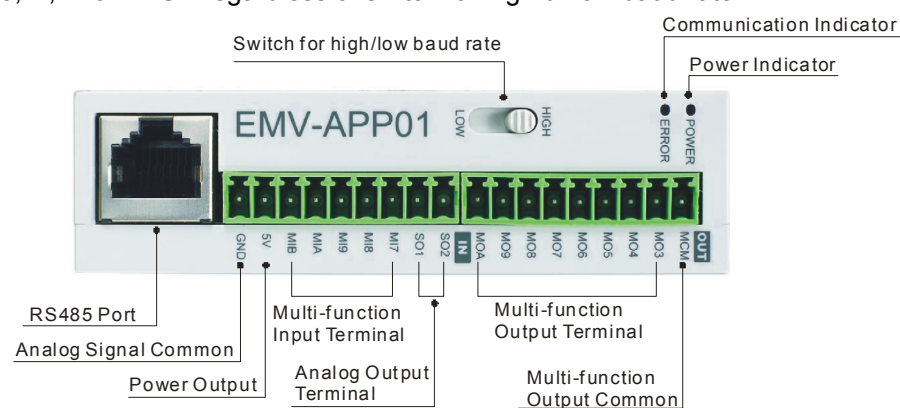 Switch for high/low baud rate
Communication Indicator
Power Indicator
EMV-APP01
LOW
HIGH
ERROR
POWER
GND
5V
MIB
MIA
MI9
MI8
MI7
SO1
SO2
IN
MOA
MO9
MO8
MO7
MO6
MO5
MO4
MO3
MCM
OUT
RS485 Port
Analog Signal Common
Power Output
Multi-function
Input Terminal
Analog Output
Terminal
Multi-function
Output Terminal
Multi-function
Output Common